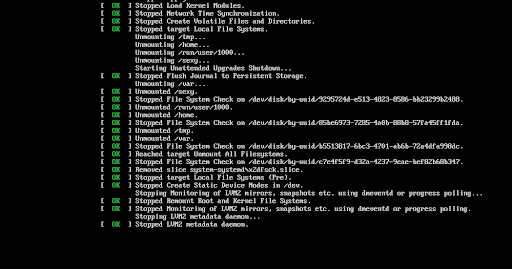 [  OK  ] Stopped Load Kernel Modules.
[  OK  ] Stopped Network Time Synchronization.
[  OK  ] Stopped Create Volatile Files and Directories.
[  OK  ] Stopped target Local File Systems.
Unmounting /tmp...
Unmounting /home...
Unmounting /run/user/1000...
Unmounting /sexy...
Starting Unattended Upgrades Shutdown...
[  OK  ] Stopped Flush Journal to Persistent Storage.
Unmounting /var...
[  OK  ] Unmounted /sexy.
[  OK  ] Stopped File System Check on /dev/disk/by-uuid/9295724d-e513-4823-8506-bb23299b2480.
[  OK  ] Unmounted /run/user/1000.
[  OK  ] Unmounted /home.
[  OK  ] Stopped File System Check on /dev/disk/by-uuid/85be6973-7285-4a0b-88b8-57fa45ff1fda.
[  OK  ] Unmounted /tmp.
[  OK  ] Unmounted /var.
[  OK  ] Stopped File System Check on /dev/disk/by-uuid/b5513817-6bc3-4701-ab6b-72a4dfa998dc.
[  OK  ] Reached target Unmount All Filesystems.
[  OK  ] Stopped File System Check on /dev/disk/by-uuid/c7c4f5f9-d32a-4237-9eae-bef82b68b347.
[  OK  ] Removed slice system-systemd\x2dfsck.slice.
[  OK  ] Stopped target Local File Systems (Pre).
[  OK  ] Stopped Create Static Device Nodes in /dev.
Stopping Monitoring of LVM2 mirrors, snapshots etc. using dmeventd or progress polling...
[  OK  ] Stopped Remount Root and Kernel File Systems.
[  OK  ] Stopped Monitoring of LVM2 mirrors, snapshots etc. using dmeventd or progress polling.
Stopping LVM2 metadata daemon...
[  OK  ] Stopped LVM2 metadata daemon.